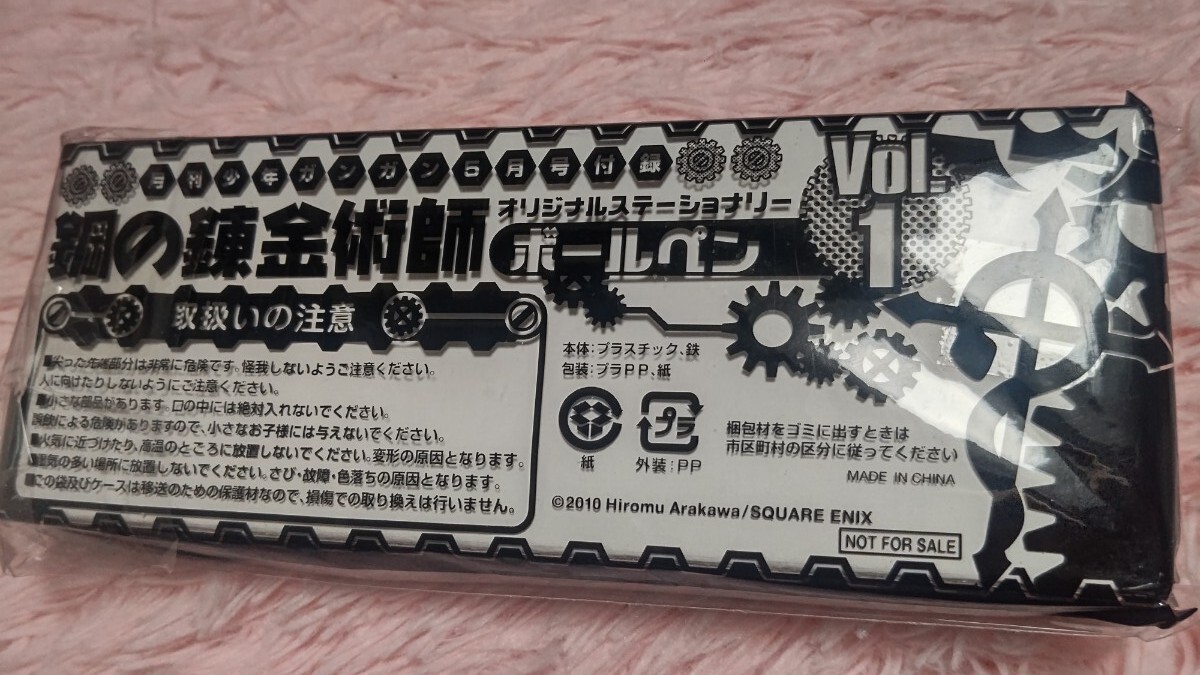 月刊少年ガンガン5月号付録
鋼の錬金術師
オリジナルステーショナリー
ボールペン
Vol.
1
取扱いの注意
■尖った先端部分は非常に危険です。怪我しないようご注意ください。
人に向けたりしないようにご注意ください。
■小さな部品があります。口の中には絶対入れないでください。
誤飲による危険がありますので、小さなお子様には与えないでください。
■火気に近づけたり、高温のところに放置しないでください。変形の原因となります。
■湿気の多い場所に放置しないでください。さび・故障・色落ちの原因となります。
■この袋及びケースは移送のための保護材なので、損傷での取り換えは行いません。
本体:プラスチック、鉄
包装:プラPP、紙
紙
プラ
外装:PP
梱包材をゴミに出すときは
市区町村の区分に従ってください
MADE IN CHINA
©2010 Hiromu Arakawa/SQUARE ENIX
NOT FOR SALE